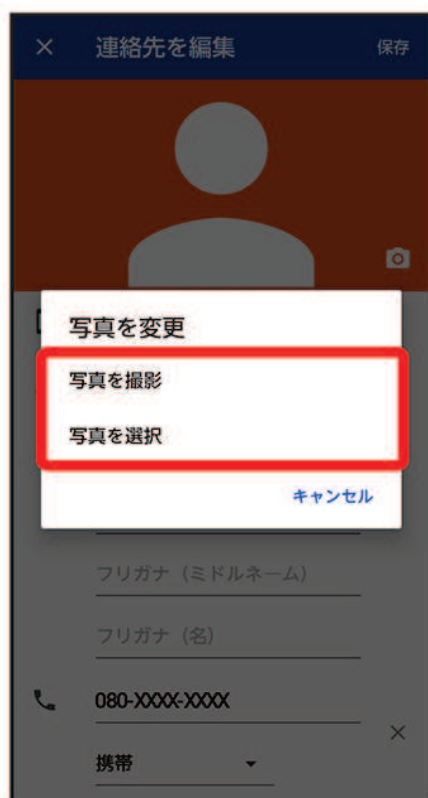 連絡先を編集
保存
写真を変更
写真を撮影
写真を選択
キャンセル
フリガナ（ミドルネーム）
フリガナ（名）
080-XXXX-XXXX
携帯